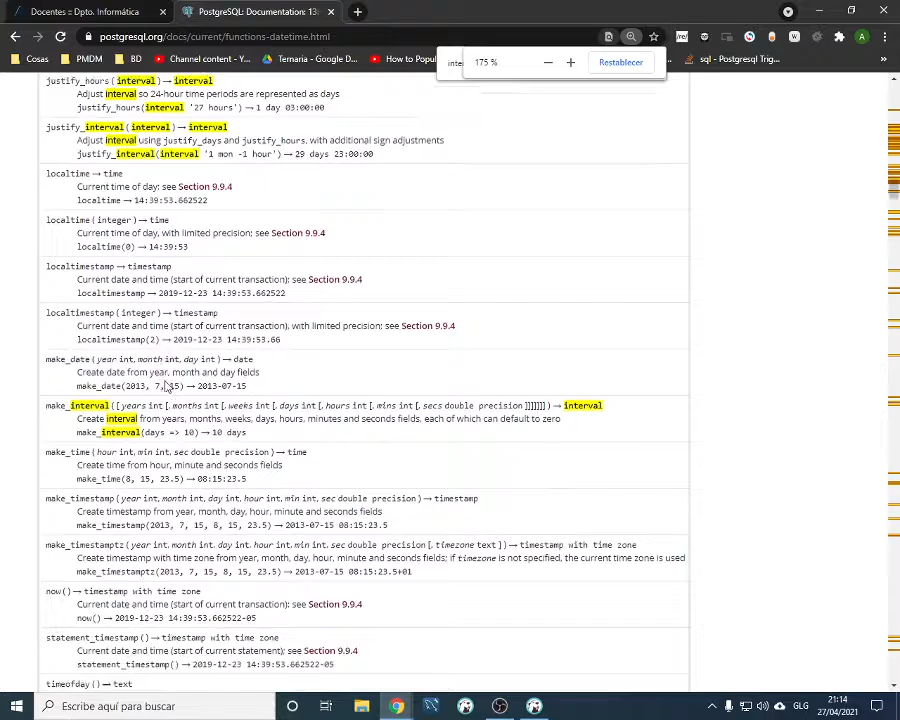 Docentes :: Dpto. Informática
PostgreSQL: Documentation: 13:
postgresql.org/docs/current/functions-datetime.html
Cosas
PMDM
BD
Channel content - Y...
Ternaria - Google D...
How to Popul
sql - Postgresql Trig...
175 %
Restablecer
justify_hours ( interval ) → interval
Adjust interval so 24-hour time periods are represented as days
justify_hours(interval '27 hours') → 1 day 03:00:00
justify_interval ( interval ) → interval
Adjust interval using justify_days and justify_hours, with additional sign adjustments
justify_interval(interval '1 mon -1 hour') → 29 days 23:00:00
localtime → time
Current time of day; see Section 9.9.4
localtime → 14:39:53.662522
localtime ( integer ) → time
Current time of day, with limited precision; see Section 9.9.4
localtime(0) → 14:39:53
localtimestamp → timestamp
Current date and time (start of current transaction); see Section 9.9.4
localtimestamp → 2019-12-23 14:39:53.662522
localtimestamp ( integer ) → timestamp
Current date and time (start of current transaction), with limited precision; see Section 9.9.4
localtimestamp(2) → 2019-12-23 14:39:53.66
make_date ( year int, month int, day int ) → date
Create date from year, month and day fields
make_date(2013, 7, 15) → 2013-07-15
make_interval ( [ years int [, months int [, weeks int [, days int [, hours int [, mins int [, secs double precision ]]]]]]] ) → interval
Create interval from years, months, weeks, days, hours, minutes and seconds fields, each of which can default to zero
make_interval(days => 10) → 10 days
make_time ( hour int, min int, sec double precision ) → time
Create time from hour, minute and seconds fields
make_time(8, 15, 23.5) → 08:15:23.5
make_timestamp ( year int, month int, day int, hour int, min int, sec double precision ) → timestamp
Create timestamp from year, month, day, hour, minute and seconds fields
make_timestamp(2013, 7, 15, 8, 15, 23.5) → 2013-07-15 08:15:23.5
make_timestamptz ( year int, month int, day int, hour int, min int, sec double precision [, timezone text ] ) → timestamp with time zone
Create timestamp with time zone from year, month, day, hour, minute and seconds fields; if timezone is not specified, the current time zone is used
make_timestamptz(2013, 7, 15, 8, 15, 23.5) → 2013-07-15 08:15:23.5+01
now ( ) → timestamp with time zone
Current date and time (start of current transaction); see Section 9.9.4
now() → 2019-12-23 14:39:53.662522-05
statement_timestamp ( ) → timestamp with time zone
Current date and time (start of current statement); see Section 9.9.4
statement_timestamp() → 2019-12-23 14:39:53.662522-05
timeofday ( ) → text
Escribe aquí para buscar
GLG
21:14
27/04/2021